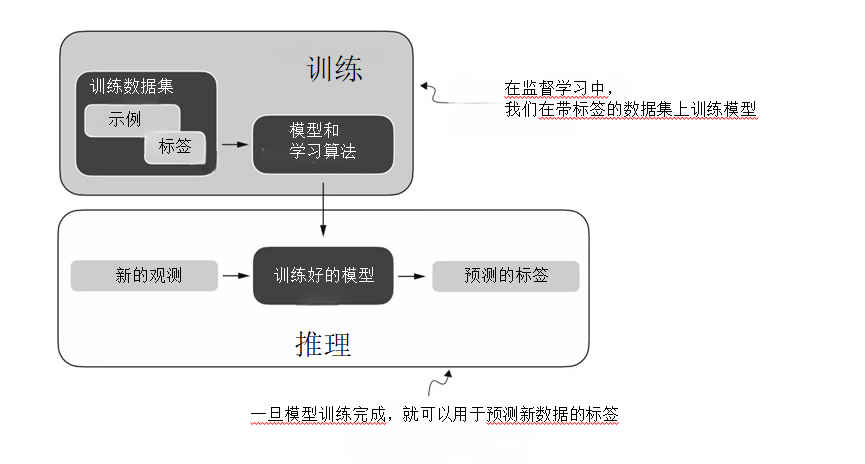 训练
训练数据集
示例
标签
模型和
学习算法
在监督学习中，
我们在带标签的数据集上训练模型
新的观测
训练好的模型
预测的标签
推理
一旦模型训练完成，就可以用于预测新数据的标签